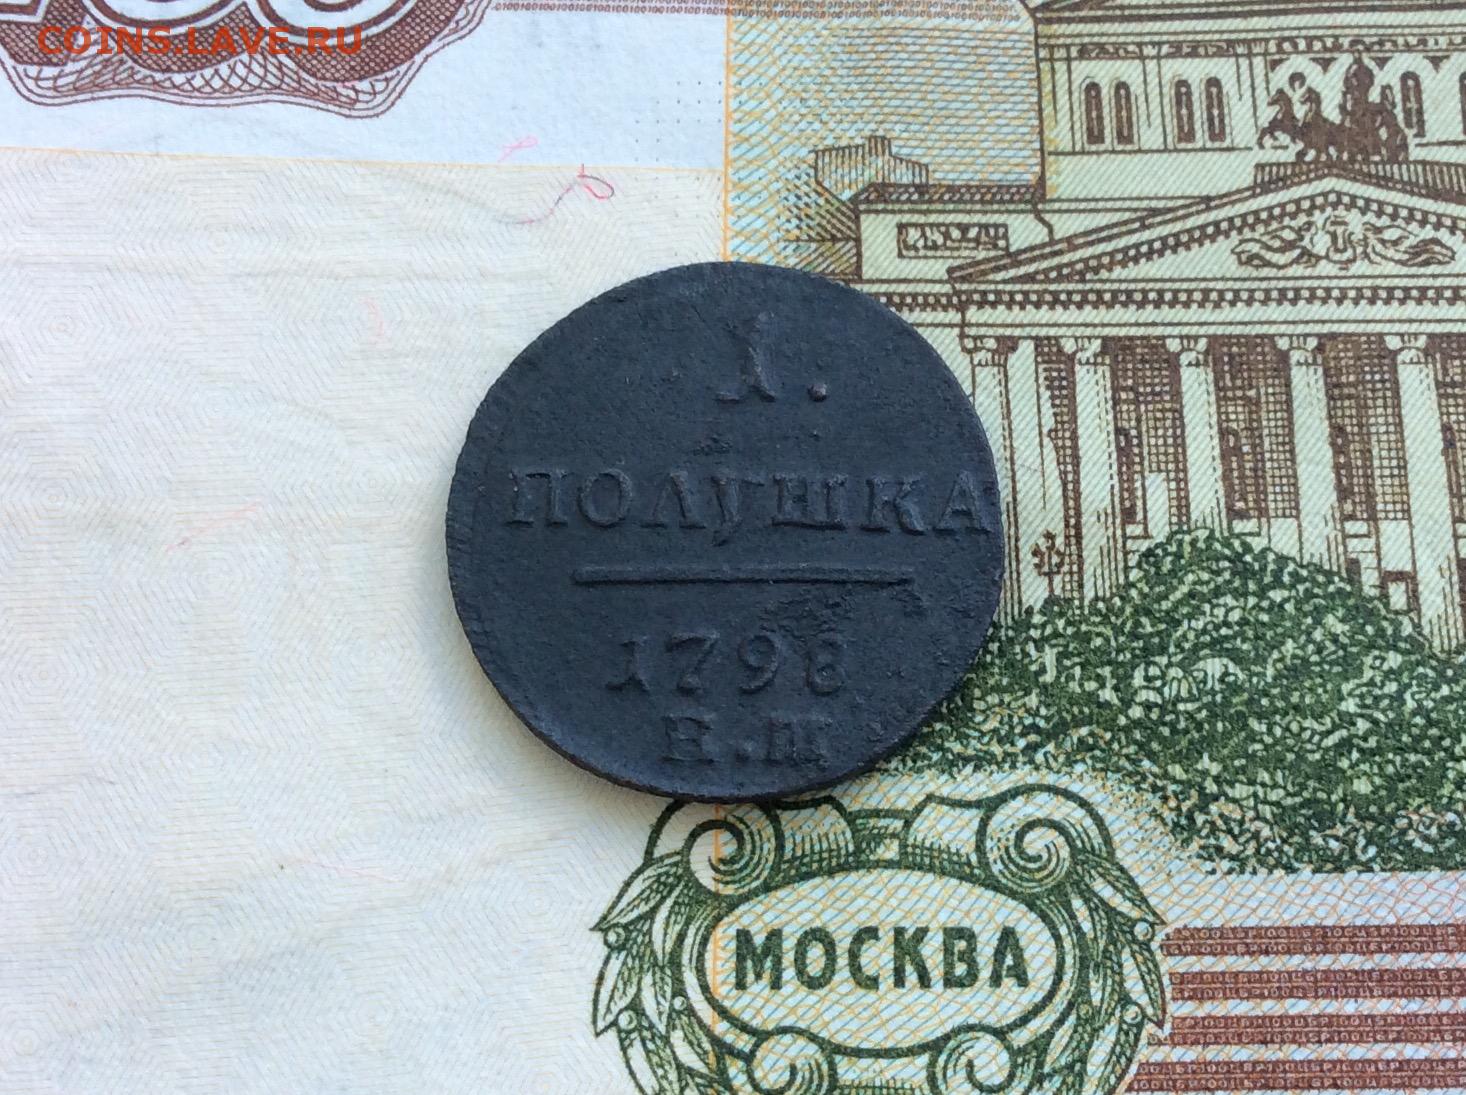 COINS.LAVE.RU
1.
ПОЛУШКА
1798
Е.М
МОСКВА